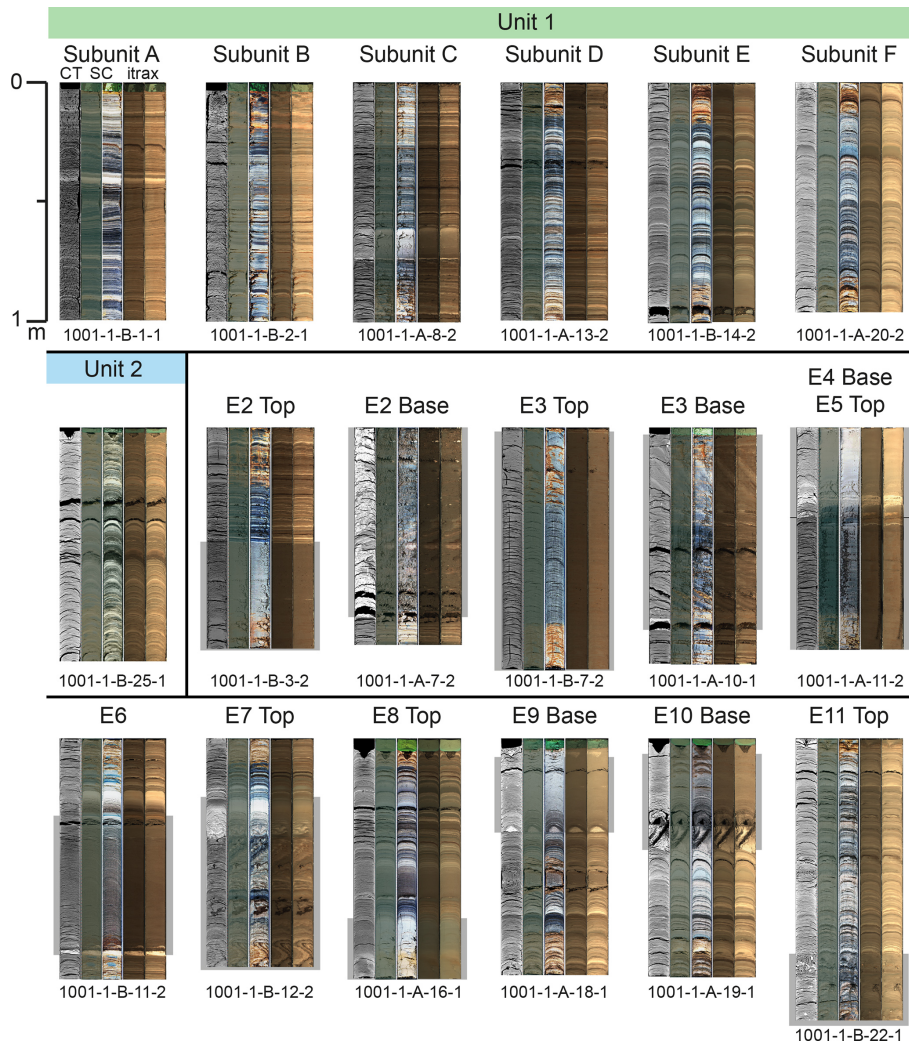 Unit 1
Subunit A
Subunit B
Subunit C
Subunit D
Subunit E
Subunit F
CT SC itrax
0
1
m
1001-1-B-1-1
1001-1-B-2-1
1001-1-A-8-2
1001-1-A-13-2
1001-1-B-14-2
1001-1-A-20-2
Unit 2
E2 Top
E2 Base
E3 Top
E3 Base
E4 Base
E5 Top
1001-1-B-25-1
1001-1-B-3-2
1001-1-A-7-2
1001-1-B-7-2
1001-1-A-10-1
1001-1-A-11-2
E6
E7 Top
E8 Top
E9 Base
E10 Base
E11 Top
1001-1-B-11-2
1001-1-B-12-2
1001-1-A-16-1
1001-1-A-18-1
1001-1-A-19-1
1001-1-B-22-1